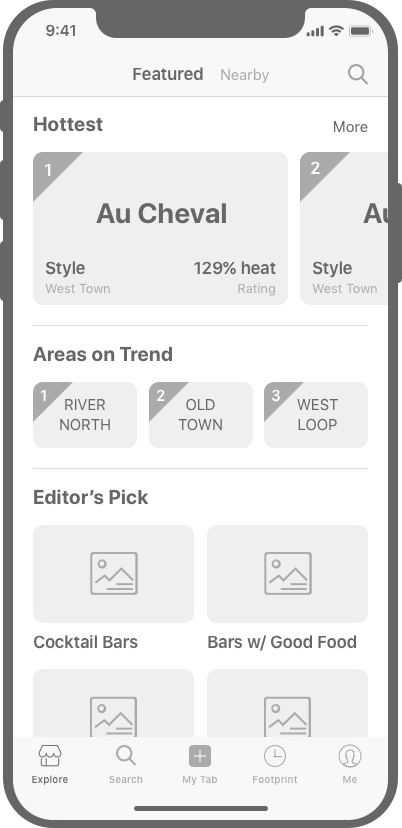 9:41
Featured Nearby
Hottest More
1 2
Au Cheval Au
Style 129% heat Style
West Town Rating West Town
Areas on Trend
1 RIVER NORTH
2 OLD TOWN
3 WEST LOOP
Editor’s Pick
Cocktail Bars Bars w/ Good Food
Explore Search My Tab Footprint Me